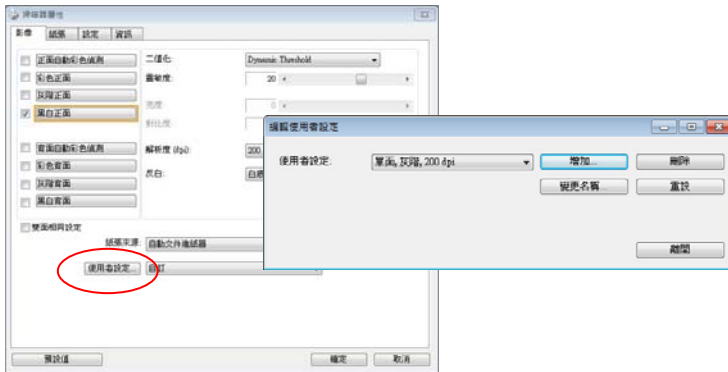 掃描器屬性
影像 紙張 設定 資訊
正面自動彩色偵測
彩色正面
灰階正面
黑白正面
背面自動彩色偵測
彩色背面
灰階背面
黑白背面
二值化: Dynamic Threshold
靈敏度: 20
亮度: 0
對比度:
解析度 (dpi): 200
反白:
雙面相同設定
紙張來源: 自動文件進紙器
使用者設定... 自訂
預設值 確定 取消
編輯使用者設定
使用者設定: 單面, 灰階, 200 dpi 增加... 刪除
變更名稱... 重設
離開